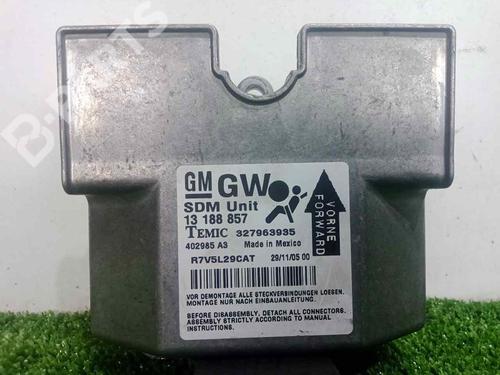 B-PARTS
GM GW
SDM Unit
13 188 857
TEMIC 327963935
402985 A3 Made in Mexico
R7V5L29CAT 29/11/05 00
VORNE
FORWARD
VOR DEMONTAGE ALLE STECKVERBINDUNGEN LOESEN.
MONTAGE NUR NACH EINBAUANLEITUNG.
BEFORE DISASSEMBLY, DETACH ALL CONNECTORS.
ASSEMBLY STRICTLY ACCORDING TO MANUAL
INSTRUCTIONS.